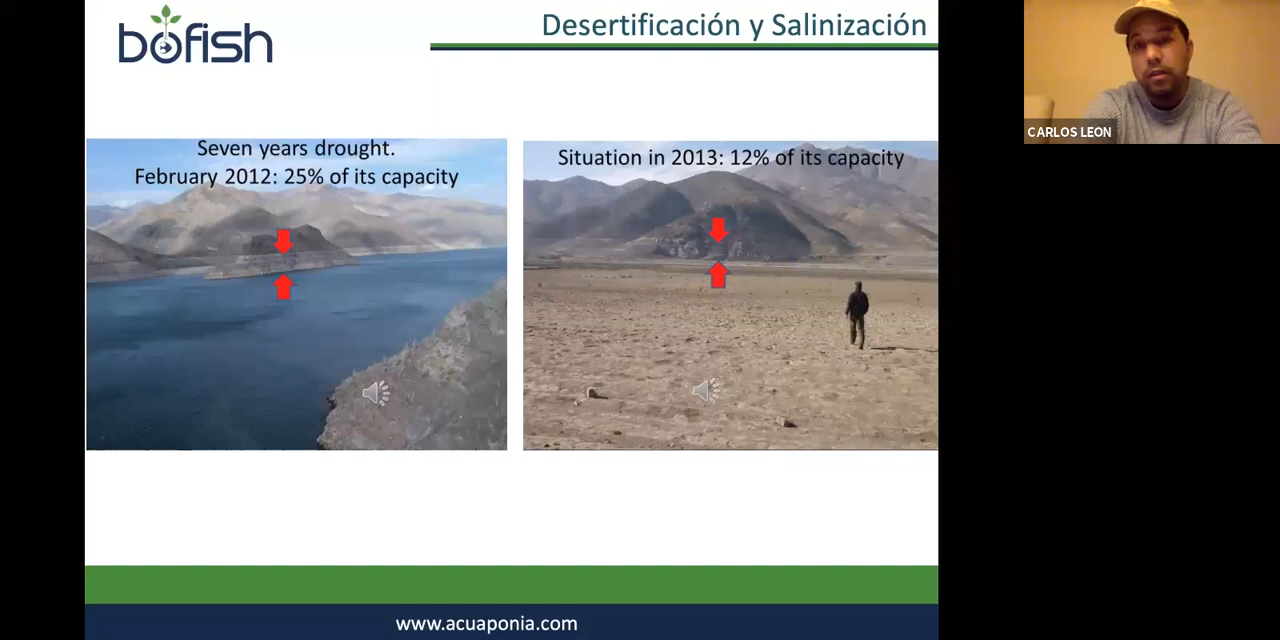 bofish
Desertificación y Salinización
CARLOS LEON
Seven years drought.
February 2012: 25% of its capacity
Situation in 2013: 12% of its capacity
www.acuaponia.com